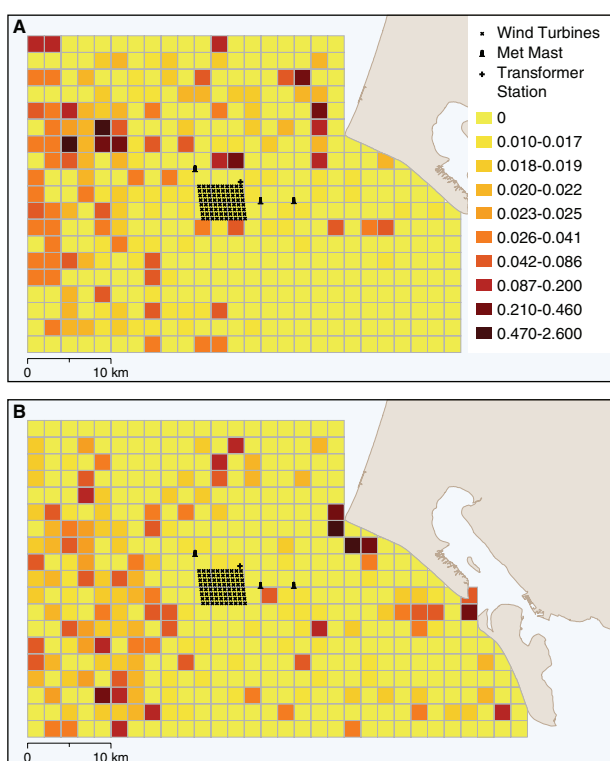 A
Wind Turbines
Met Mast
Transformer
Station
0
0.010-0.017
0.018-0.019
0.020-0.022
0.023-0.025
0.026-0.041
0.042-0.086
0.087-0.200
0.210-0.460
0.470-2.600
0 10 km
B
0 10 km